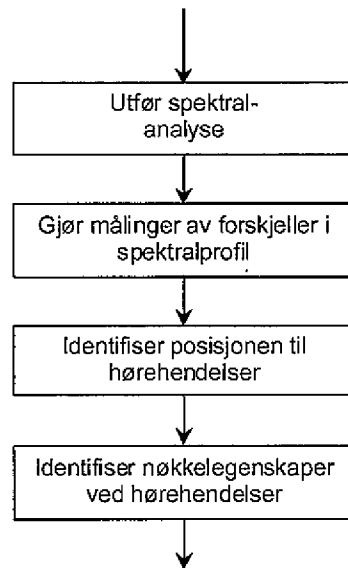 Utfør spektral-
analyse
Gjør målinger av forskjeller i
spektralprofil
Identifiser posisjonen til
hørehendelser
Identifiser nøkkelegenskaper
ved hørehendelser